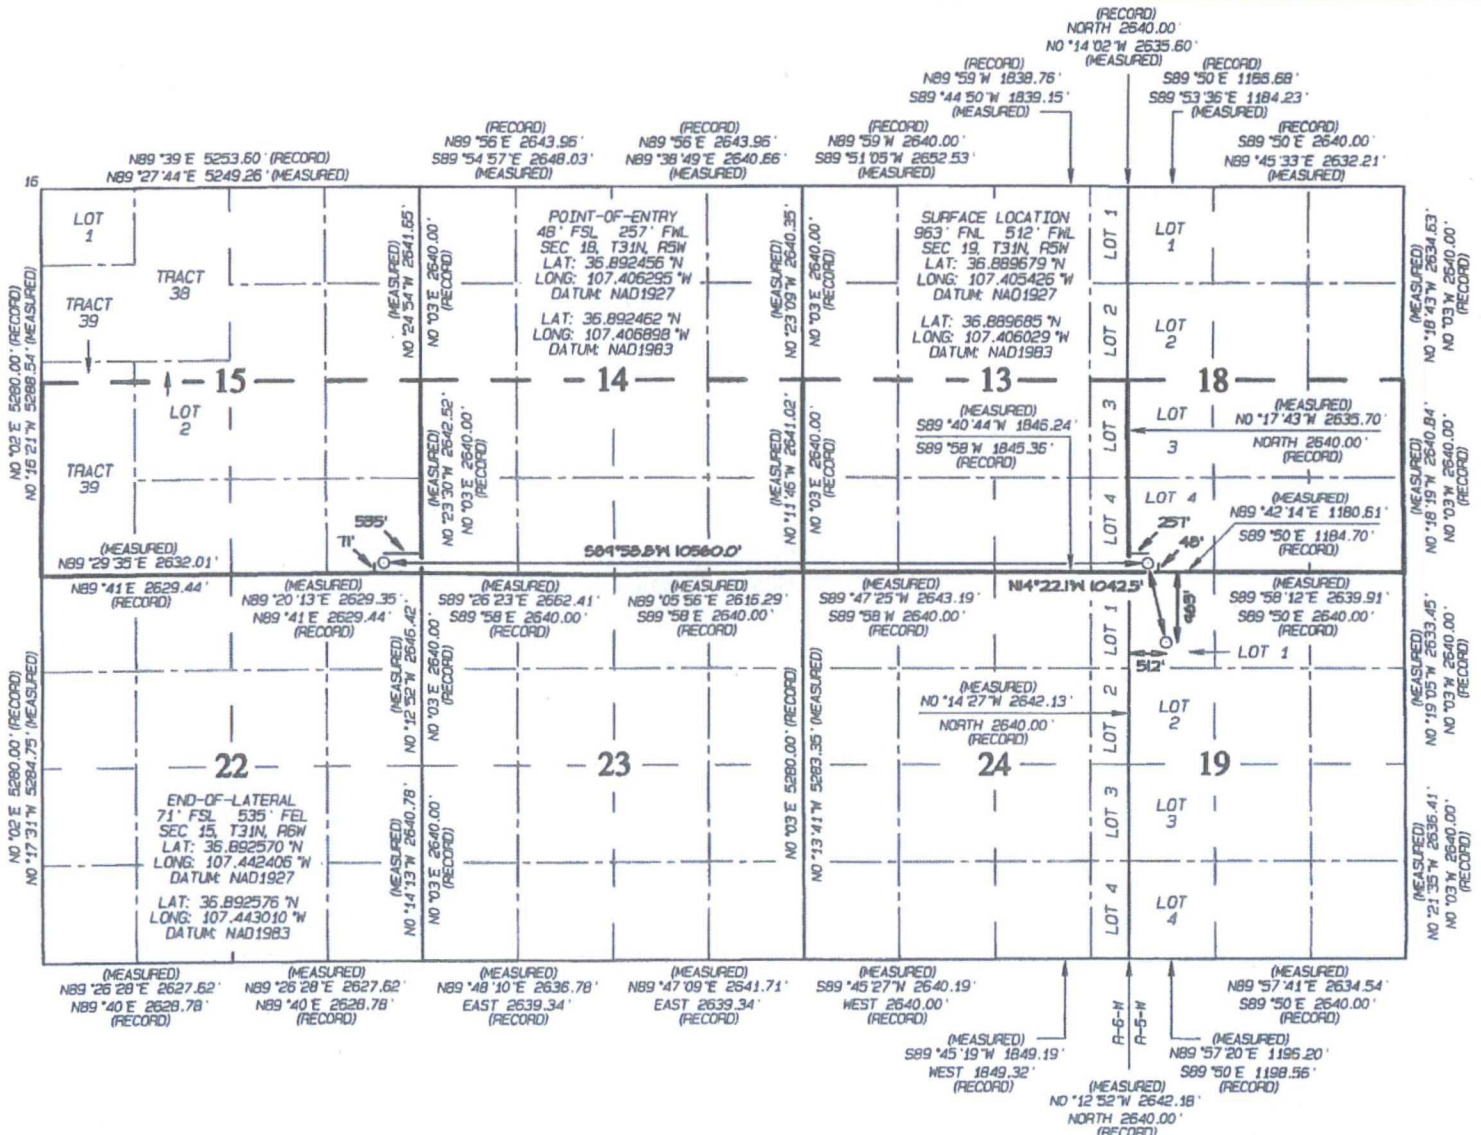 (RECORD)
NORTH 2640.00'
N0°14'02"W 2635.60'
(MEASURED)
(RECORD)
N89°59'W 1838.76'
S89°44'50"W 1839.15'
(MEASURED)
(RECORD)
S89°50'E 1185.68'
S89°53'36"E 1184.23'
(MEASURED)
N89°39'E 5253.60'(RECORD)
N89°27'44"E 5249.26'(MEASURED)
(RECORD)
N89°56'E 2643.96'
S89°54'57"E 2648.03'
(MEASURED)
(RECORD)
N89°56'E 2643.96'
N89°38'49"E 2640.66'
(MEASURED)
(RECORD)
N89°59'W 2640.00'
S89°51'05"W 2652.53'
(MEASURED)
(RECORD)
S89°50'E 2640.00'
N89°45'33"E 2632.21'
(MEASURED)
16
LOT
1
TRACT
38
TRACT
39
LOT
2
TRACT
39
15
N0°02'E 5280.00'(RECORD)
N0°16'21"W 5288.54'(MEASURED)
(MEASURED)
N0°24'54"W 2641.65'
N0°03'E 2640.00'
(RECORD)
POINT-OF-ENTRY
48' FSL 257' FWL
SEC 18, T31N, R5W
LAT: 36.892456°N
LONG: 107.406295°W
DATUM: NAD1927
LAT: 36.892462°N
LONG: 107.406898°W
DATUM: NAD1983
14
(MEASURED)
N0°23'09"W 2640.35'
N0°03'E 2640.00'
(RECORD)
SURFACE LOCATION
963' FNL 512' FWL
SEC 19, T31N, R5W
LAT: 36.889679°N
LONG: 107.405426°W
DATUM: NAD1927
LAT: 36.889685°N
LONG: 107.406029°W
DATUM: NAD1983
13
LOT 1
LOT 2
LOT 3
LOT 4
LOT
1
LOT
2
18
LOT
3
LOT 4
(MEASURED)
N0°18'43"W 2634.63'
N0°03'W 2640.00'
(RECORD)
(MEASURED)
N0°23'30"W 2642.52'
N0°03'E 2640.00'
(RECORD)
(MEASURED)
N0°11'46"W 2641.02'
N0°03'E 2640.00'
(RECORD)
(MEASURED)
S89°40'44"W 1846.24'
S89°58'W 1845.36'
(RECORD)
(MEASURED)
N0°17'43"W 2635.70'
NORTH 2640.00'
(RECORD)
(MEASURED)
N0°18'19"W 2640.84'
N0°03'W 2640.00'
(RECORD)
(MEASURED)
N89°42'14"E 1180.61'
S89°50'E 1184.70'
(RECORD)
535'
71'
S89°58.8'W 10560.0'
257'
48'
N14°22.1'W 1042.5'
512'
(MEASURED)
N89°29'35"E 2632.01'
N89°41'E 2629.44'
(RECORD)
(MEASURED)
N89°20'13"E 2629.35'
N89°41'E 2629.44'
(RECORD)
(MEASURED)
S89°26'23"E 2662.41'
S89°58'E 2640.00'
(RECORD)
(MEASURED)
N89°05'56"E 2616.29'
S89°58'E 2640.00'
(RECORD)
(MEASURED)
S89°47'25"W 2643.19'
S89°58'W 2640.00'
(RECORD)
(MEASURED)
S89°58'12"E 2639.91'
S89°50'E 2640.00'
(RECORD)
N0°02'E 5280.00'(RECORD)
N0°17'31"W 5284.75'(MEASURED)
22
END-OF-LATERAL
71' FSL 535' FEL
SEC 15, T31N, R6W
LAT: 36.892570°N
LONG: 107.442406°W
DATUM: NAD1927
LAT: 36.892576°N
LONG: 107.443010°W
DATUM: NAD1983
(MEASURED)
N0°12'52"W 2646.42'
N0°03'E 2640.00'
(RECORD)
(MEASURED)
N0°14'13"W 2640.78'
N0°03'E 2640.00'
(RECORD)
23
N0°03'E 5280.00'(RECORD)
N0°13'41"W 5283.35'(MEASURED)
(MEASURED)
N0°14'27"W 2642.13'
NORTH 2640.00'
(RECORD)
24
LOT 1
LOT 2
LOT 3
LOT 4
LOT 1
LOT
2
19
LOT
3
LOT
4
(MEASURED)
N0°19'05"W 2633.45'
N0°03'W 2640.00'
(RECORD)
(MEASURED)
N0°21'35"W 2636.41'
N0°03'W 2640.00'
(RECORD)
(MEASURED)
N89°26'28"E 2627.62'
N89°40'E 2628.78'
(RECORD)
(MEASURED)
N89°26'28"E 2627.62'
N89°40'E 2628.78'
(RECORD)
(MEASURED)
N89°48'10"E 2636.78'
EAST 2639.34'
(RECORD)
(MEASURED)
N89°47'09"E 2641.71'
EAST 2639.34'
(RECORD)
(MEASURED)
S89°45'27"W 2640.19'
WEST 2640.00'
(RECORD)
(MEASURED)
N89°57'41"E 2634.54'
S89°50'E 2640.00'
(RECORD)
(MEASURED)
S89°45'19"W 1849.19'
WEST 1849.32'
(RECORD)
R-6-W
R-5-W
(MEASURED)
N89°57'20"E 1196.20'
S89°50'E 1198.56'
(RECORD)
(MEASURED)
N0°12'52"W 2642.18'
NORTH 2640.00'
(RECORD)